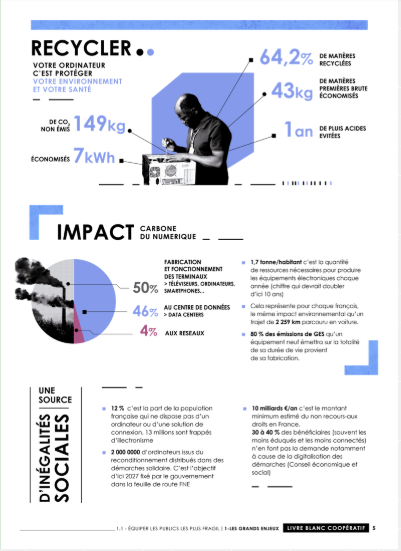 RECYCLER
VOTRE ORDINATEUR
C'EST PROTÉGER
VOTRE ENVIRONNEMENT
ET VOTRE SANTÉ
64,2%
DE MATIÈRES
RECYCLÉES
43kg
DE MATIÈRES
PREMIÈRES BRUTE
ÉCONOMISÉS
DE CO2
NON ÉMIS
149kg
1an
DE PLUIES ACIDES
EVITÉES
ÉCONOMISÉS
7kWh
IMPACT
CARBONE
DU NUMERIQUE
50%
FABRICATION
ET FONCTIONNEMENT
DES TERMINAUX
> TÉLÉVISEURS, ORDINATEURS,
SMARTPHONES...
46%
AU CENTRE DE DONNÉES
> DATA CENTERS
4%
AUX RESEAUX
1,7 tonne/habitant c'est la quantité
de ressources nécessaires pour produire
les équipements électroniques chaque
année (chiffre qui devrait doubler
d'ici 10 ans)
Cela représente pour chaque français,
le même impact environnemental qu'un
trajet de 2 259 km parcouru en voiture.
80 % des émissions de GES qu'un
équipement neuf émettra sur la totalité
de sa durée de vie provient
de sa fabrication.
UNE
SOURCE
D'INÉGALITÉS
SOCIALES
12 % c'est la part de la population
française qui ne dispose pas d'un
ordinateur ou d'une solution de
connexion. 13 millions sont frappés
d'illectronisme
2 000 0000 d'ordinateurs issus du
reconditionnement distribués dans des
démarches solidaire. C'est l'objectif
d'ici 2027 fixé par le gouvernement
dans la feuille de route FNE
10 milliards €/an c'est le montant
minimum estimé du non recours-aux
droits en France.
30 à 40 % des bénéficiaires (souvent les
moins éduqués et les moins connectés)
n'en font pas la demande notamment
à cause de la digitalisation des
démarches (Conseil économique et
social)
1.1 - ÉQUIPER LES PUBLICS LES PLUS FRAGIL | 1-LES GRANDS ENJEUX LIVRE BLANC COOPÉRATIF 5